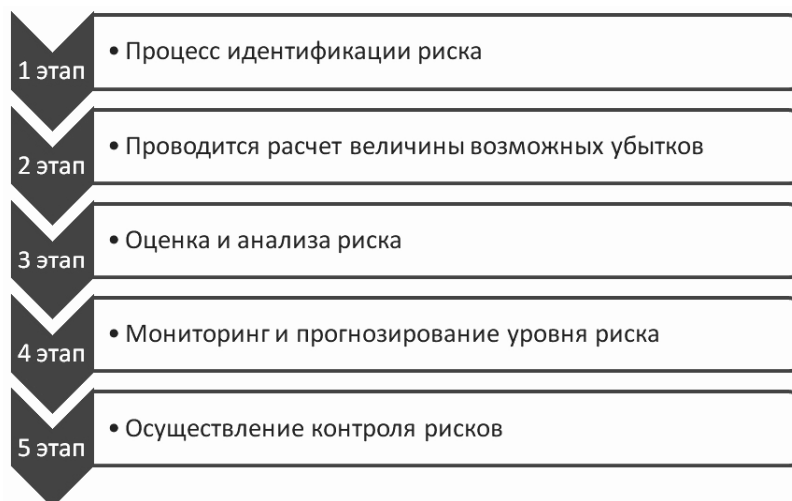 1 этап
• Процесс идентификации риска
2 этап
• Проводится расчет величины возможных убытков
3 этап
• Оценка и анализа риска
4 этап
• Мониторинг и прогнозирование уровня риска
5 этап
• Осуществление контроля рисков